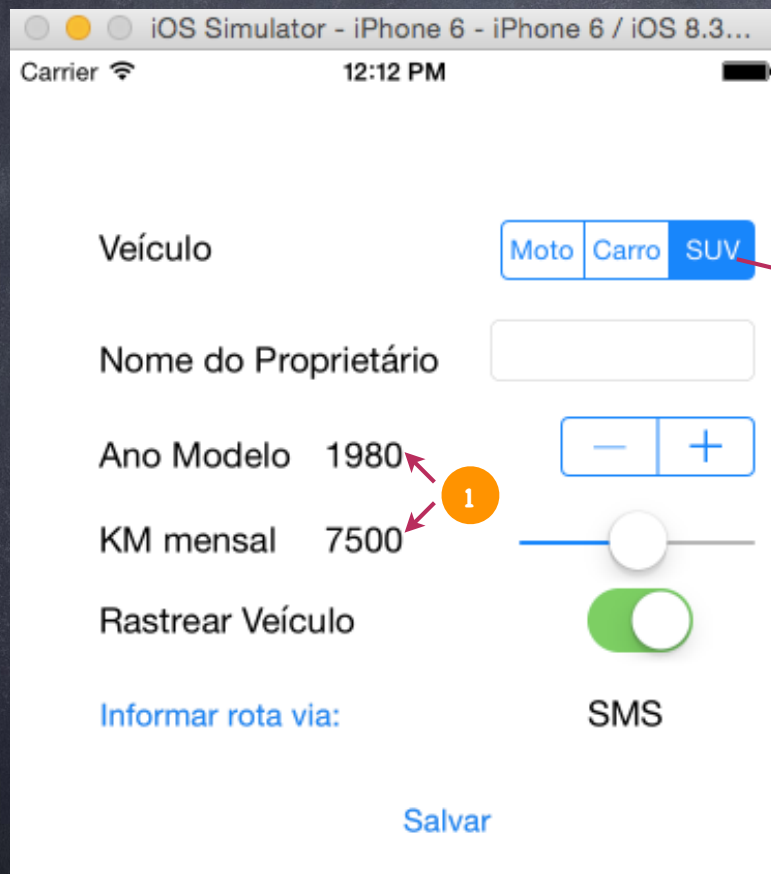 iOS Simulator - iPhone 6 - iPhone 6 / iOS 8.3...
Carrier 12:12 PM
Veículo Moto Carro SUV
Nome do Proprietário
Ano Modelo 1980 − +
1
KM mensal 7500
Rastrear Veículo
Informar rota via: SMS
Salvar